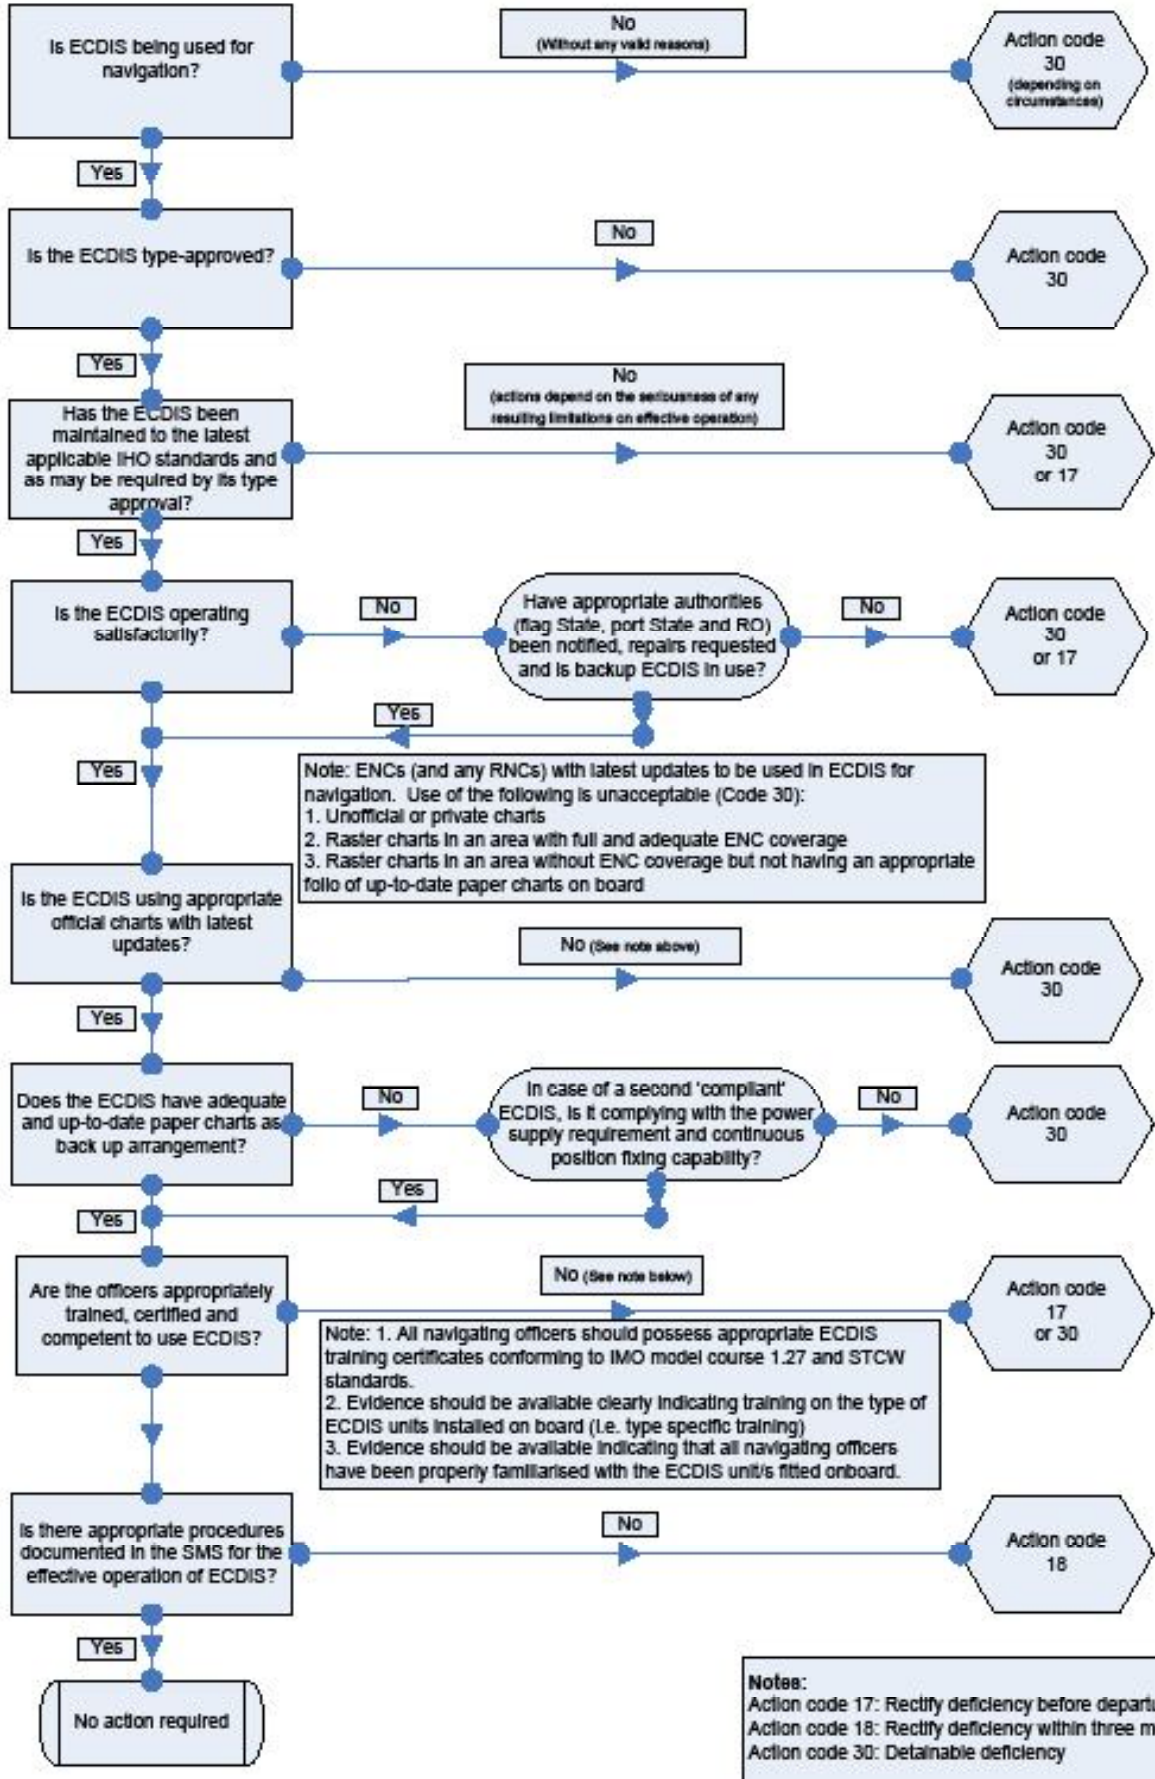 Is ECDIS being used for
navigation?
No
(Without any valid reasons)
Action code
30
(depending on
circumstances)
Yes
Is the ECDIS type-approved?
No
Action code
30
Yes
Has the ECDIS been
maintained to the latest
applicable IHO standards and
as may be required by its type
approval?
No
(actions depend on the seriousness of any
resulting limitations on effective operation)
Action code
30
or 17
Yes
Is the ECDIS operating
satisfactorily?
No
Have appropriate authorities
(flag State, port State and RO)
been notified, repairs requested
and is backup ECDIS in use?
No
Action code
30
or 17
Yes
Yes
Note: ENCs (and any RNCs) with latest updates to be used in ECDIS for
navigation. Use of the following is unacceptable (Code 30):
1. Unofficial or private charts
2. Raster charts in an area with full and adequate ENC coverage
3. Raster charts in an area without ENC coverage but not having an appropriate
folio of up-to-date paper charts on board
Is the ECDIS using appropriate
official charts with latest
updates?
No (See note above)
Action code
30
Yes
Does the ECDIS have adequate
and up-to-date paper charts as
back up arrangement?
No
In case of a second 'compliant'
ECDIS, is it complying with the power
supply requirement and continuous
position fixing capability?
No
Action code
30
Yes
Yes
Are the officers appropriately
trained, certified and
competent to use ECDIS?
No (See note below)
Action code
17
or 30
Note: 1. All navigating officers should possess appropriate ECDIS
training certificates conforming to IMO model course 1.27 and STCW
standards.
2. Evidence should be available clearly indicating training on the type of
ECDIS units installed on board (i.e. type specific training)
3. Evidence should be available indicating that all navigating officers
have been properly familiarised with the ECDIS unit/s fitted onboard.
Is there appropriate procedures
documented in the SMS for the
effective operation of ECDIS?
No
Action code
18
Yes
No action required
Notes:
Action code 17: Rectify deficiency before
Action code 18: Rectify deficiency within three
Action code 30: Detainable deficiency